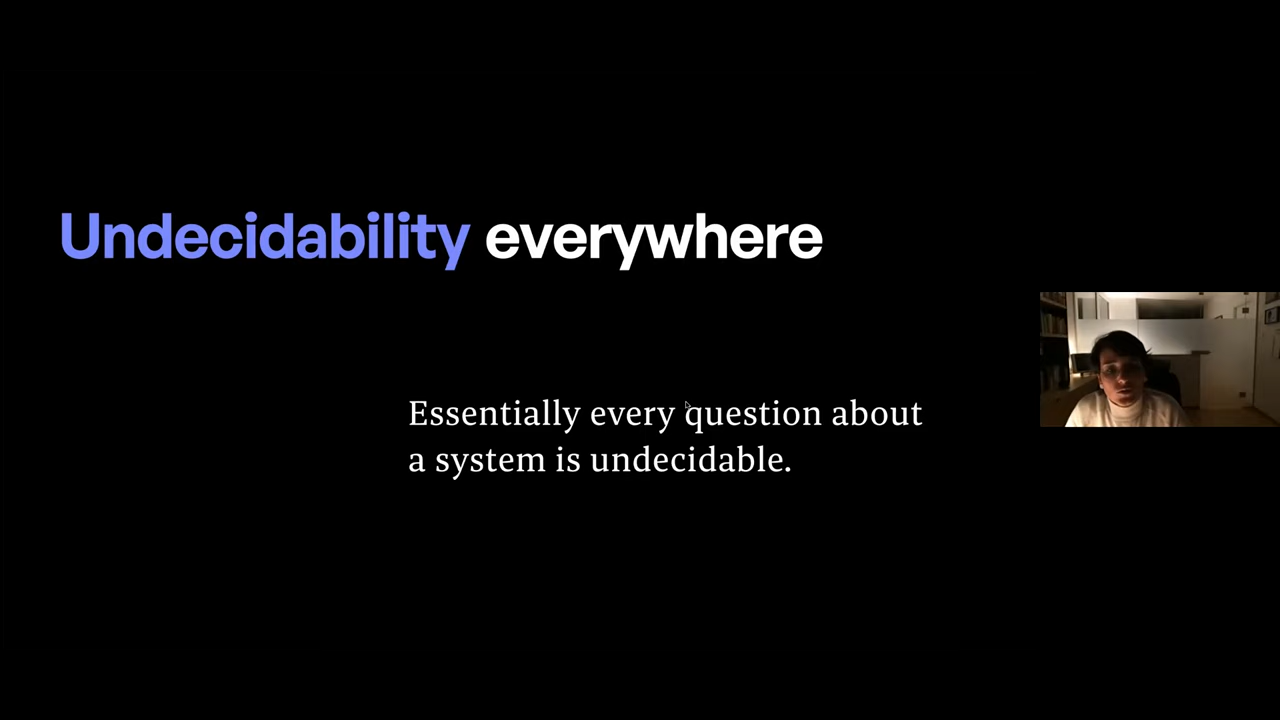 Undecidability everywhere
Essentially every question about
a system is undecidable.